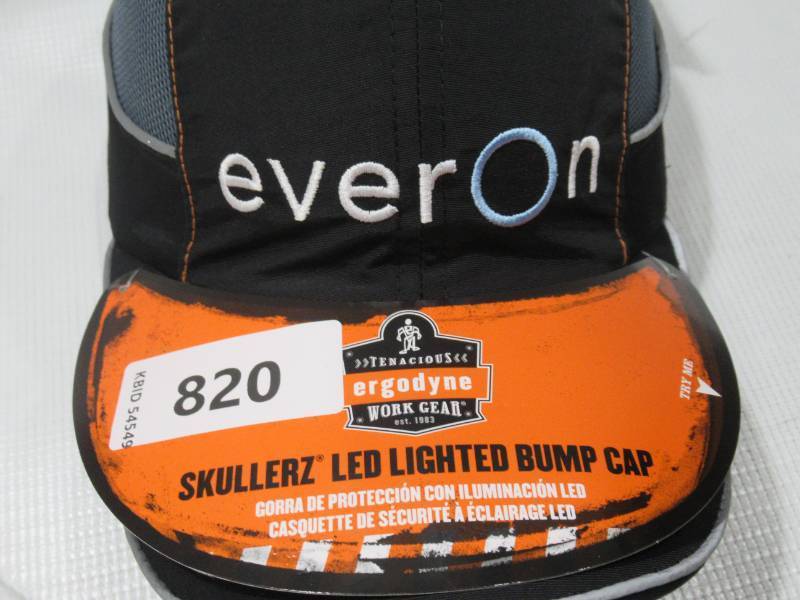 everOn
KBID 54549
820
>>TENACIOUS<<
ergodyne
WORK GEAR®
est. 1983
TRY ME
SKULLERZ® LED LIGHTED BUMP CAP
GORRA DE PROTECCIÓN CON ILUMINACIÓN LED
CASQUETTE DE SÉCURITÉ À ÉCLAIRAGE LED